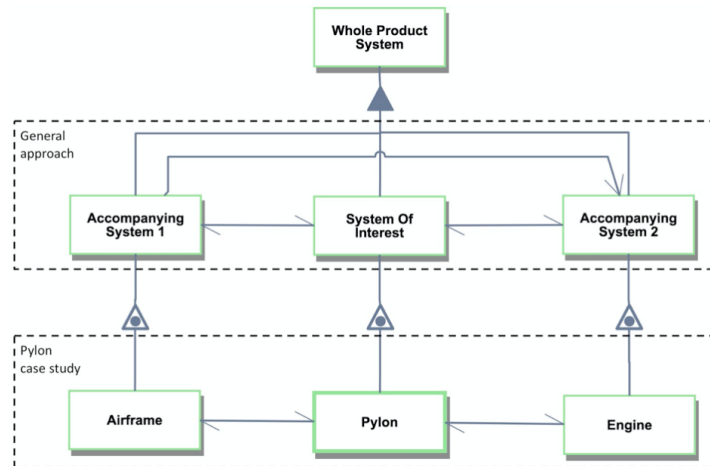 Whole Product
System
General
approach
Accompanying
System 1
System Of
Interest
Accompanying
System 2
Pylon
case study
Airframe
Pylon
Engine